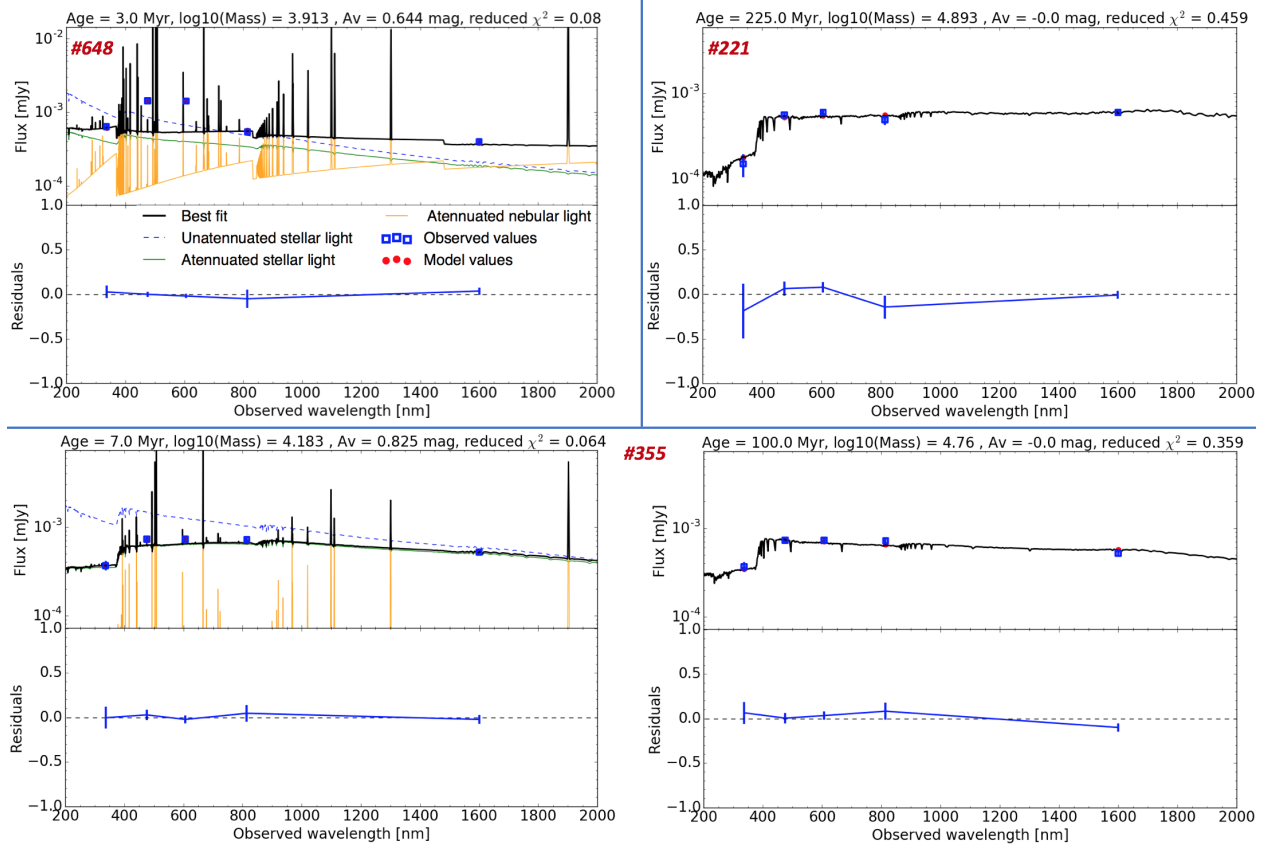 Age = 3.0 Myr, log10(Mass) = 3.913 , Av = 0.644 mag, reduced χ² = 0.08
#648
10⁻²
10⁻³
10⁻⁴
Flux [mJy]
Best fit
Unatennuated stellar light
Atennuated stellar light
Atennuated nebular light
Observed values
Model values
1.0
0.5
0.0
−0.5
−1.0
Residuals
200 400 600 800 1000 1200 1400 1600 1800 2000
Observed wavelength [nm]
Age = 225.0 Myr, log10(Mass) = 4.893 , Av = -0.0 mag, reduced χ² = 0.459
#221
10⁻³
10⁻⁴
Flux [mJy]
1.0
0.5
0.0
−0.5
−1.0
Residuals
200 400 600 800 1000 1200 1400 1600 1800 2000
Observed wavelength [nm]
Age = 7.0 Myr, log10(Mass) = 4.183 , Av = 0.825 mag, reduced χ² = 0.064
#355
10⁻³
10⁻⁴
Flux [mJy]
1.0
0.5
0.0
−0.5
−1.0
Residuals
200 400 600 800 1000 1200 1400 1600 1800 2000
Observed wavelength [nm]
Age = 100.0 Myr, log10(Mass) = 4.76 , Av = -0.0 mag, reduced χ² = 0.359
10⁻³
10⁻⁴
Flux [mJy]
1.0
0.5
0.0
−0.5
−1.0
Residuals
200 400 600 800 1000 1200 1400 1600 1800 2000
Observed wavelength [nm]